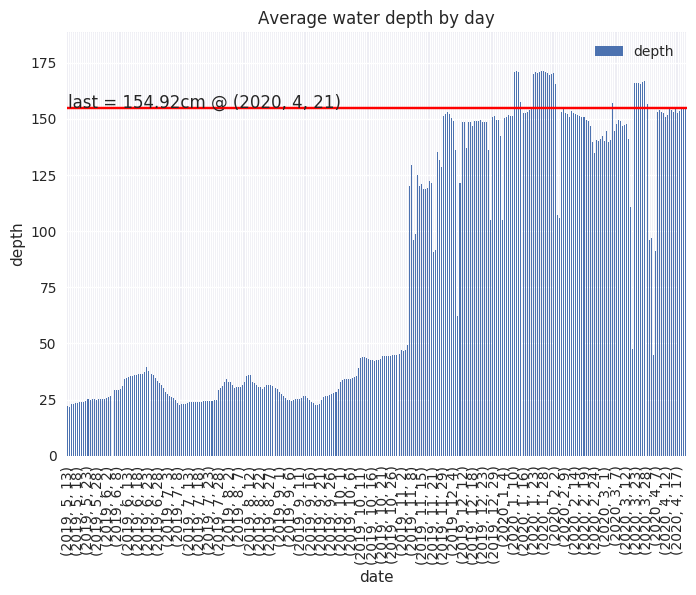 Average water depth by day
depth
last = 154.92cm @ (2020, 4, 21)
175
150
125
100
75
50
25
0
depth
(2019, 5, 13)
(2019, 5, 18)
(2019, 5, 23)
(2019, 5, 28)
(2019, 6, 2)
(2019, 6, 8)
(2019, 6, 13)
(2019, 6, 18)
(2019, 6, 23)
(2019, 6, 28)
(2019, 7, 3)
(2019, 7, 8)
(2019, 7, 13)
(2019, 7, 18)
(2019, 7, 23)
(2019, 7, 28)
(2019, 8, 2)
(2019, 8, 7)
(2019, 8, 12)
(2019, 8, 17)
(2019, 8, 22)
(2019, 8, 27)
(2019, 9, 1)
(2019, 9, 6)
(2019, 9, 11)
(2019, 9, 16)
(2019, 9, 21)
(2019, 9, 26)
(2019, 10, 1)
(2019, 10, 6)
(2019, 10, 11)
(2019, 10, 16)
(2019, 10, 21)
(2019, 10, 26)
(2019, 11, 2)
(2019, 11, 8)
(2019, 11, 15)
(2019, 11, 21)
(2019, 11, 29)
(2019, 12, 4)
(2019, 12, 12)
(2019, 12, 18)
(2019, 12, 23)
(2019, 12, 29)
(2020, 1, 4)
(2020, 1, 10)
(2020, 1, 16)
(2020, 1, 23)
(2020, 1, 28)
(2020, 2, 2)
(2020, 2, 9)
(2020, 2, 14)
(2020, 2, 19)
(2020, 2, 24)
(2020, 3, 1)
(2020, 3, 7)
(2020, 3, 12)
(2020, 3, 23)
(2020, 3, 28)
(2020, 4, 7)
(2020, 4, 12)
(2020, 4, 17)
date